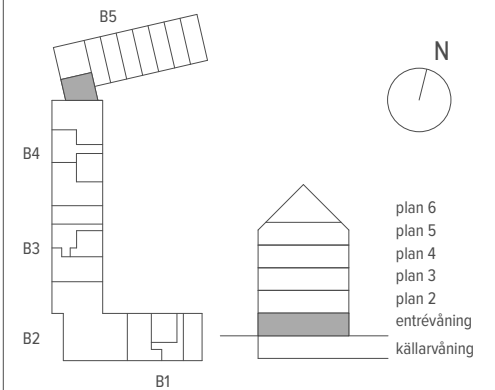 B5
N
B4
B3
B2
B1
plan 6
plan 5
plan 4
plan 3
plan 2
entrévåning
källarvåning